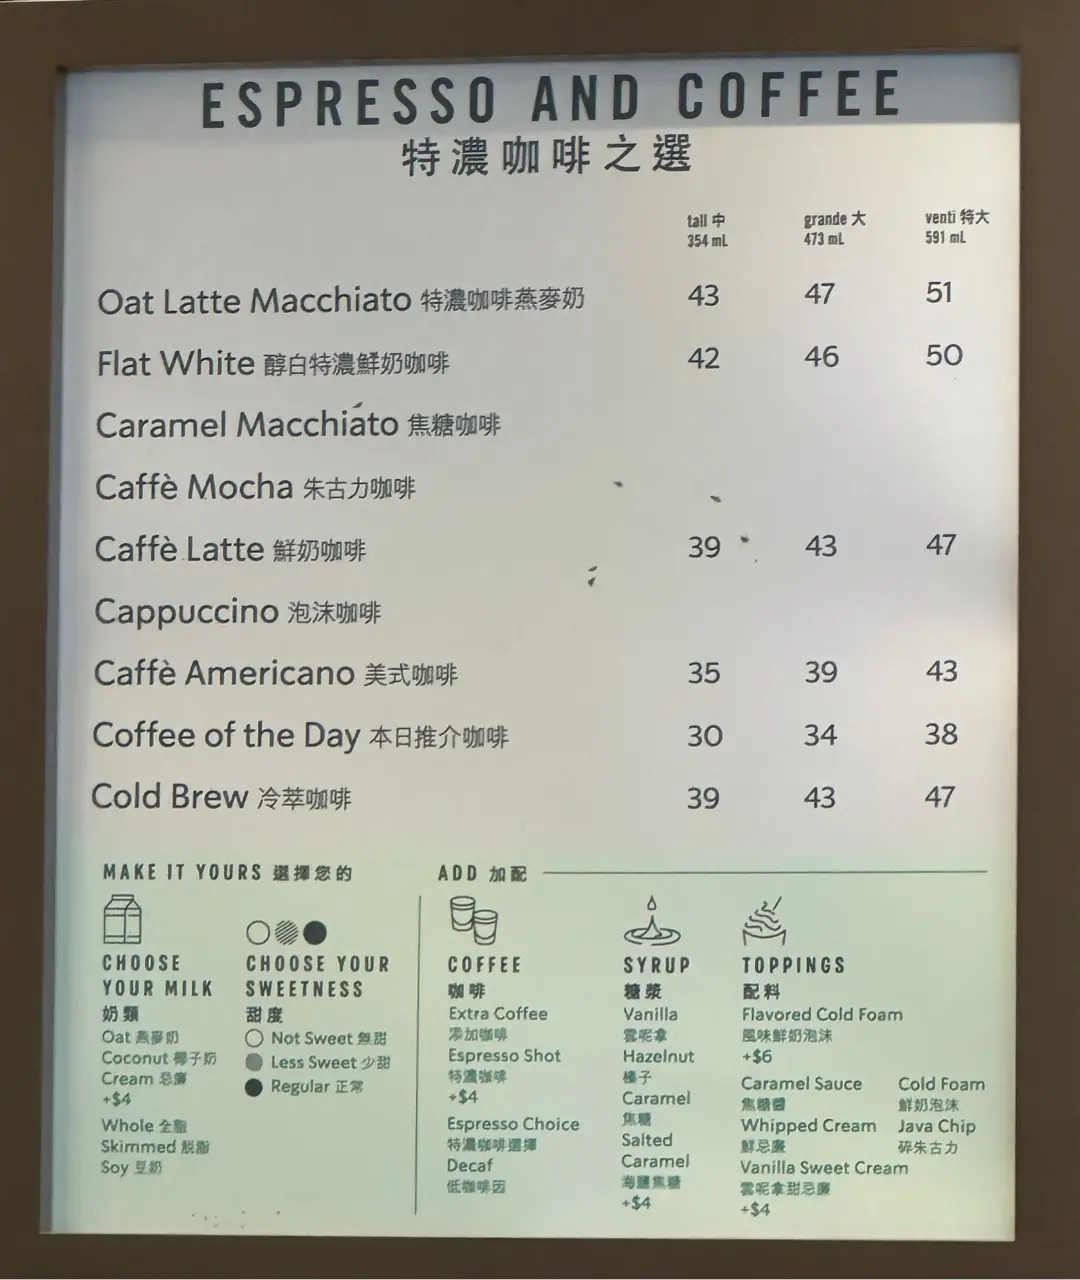 ESPRESSO AND COFFEE
特濃咖啡之選
tall 中 grande 大 venti 特大
354 mL 473 mL 591 mL
Oat Latte Macchiato 特濃咖啡燕麥奶 43 47 51
Flat White 醇白特濃鮮奶咖啡 42 46 50
Caramel Macchiato 焦糖咖啡
Caffè Mocha 朱古力咖啡
Caffè Latte 鮮奶咖啡 39 43 47
Cappuccino 泡沫咖啡
Caffè Americano 美式咖啡 35 39 43
Coffee of the Day 本日推介咖啡 30 34 38
Cold Brew 冷萃咖啡 39 43 47
MAKE IT YOURS 選擇您的
CHOOSE
YOUR MILK
奶類
Oat 燕麥奶
Coconut 椰子奶
Cream 忌廉
+$4
Whole 全脂
Skimmed 脱脂
Soy 豆奶
CHOOSE YOUR
SWEETNESS
甜度
Not Sweet 無甜
Less Sweet 少甜
Regular 正常
ADD 加配
COFFEE
咖啡
Extra Coffee
添加咖啡
Espresso Shot
特濃咖啡
+$4
Espresso Choice
特濃咖啡選擇
Decaf
低咖啡因
SYRUP
糖漿
Vanilla
雲呢拿
Hazelnut
榛子
Caramel
焦糖
Salted
Caramel
海鹽焦糖
+$4
TOPPINGS
配料
Flavored Cold Foam
風味鮮奶泡沫
+$6
Caramel Sauce
焦糖醬
Whipped Cream
鮮忌廉
Cold Foam
鮮奶泡沫
Java Chip
碎朱古力
Vanilla Sweet Cream
雲呢拿甜忌廉
+$4